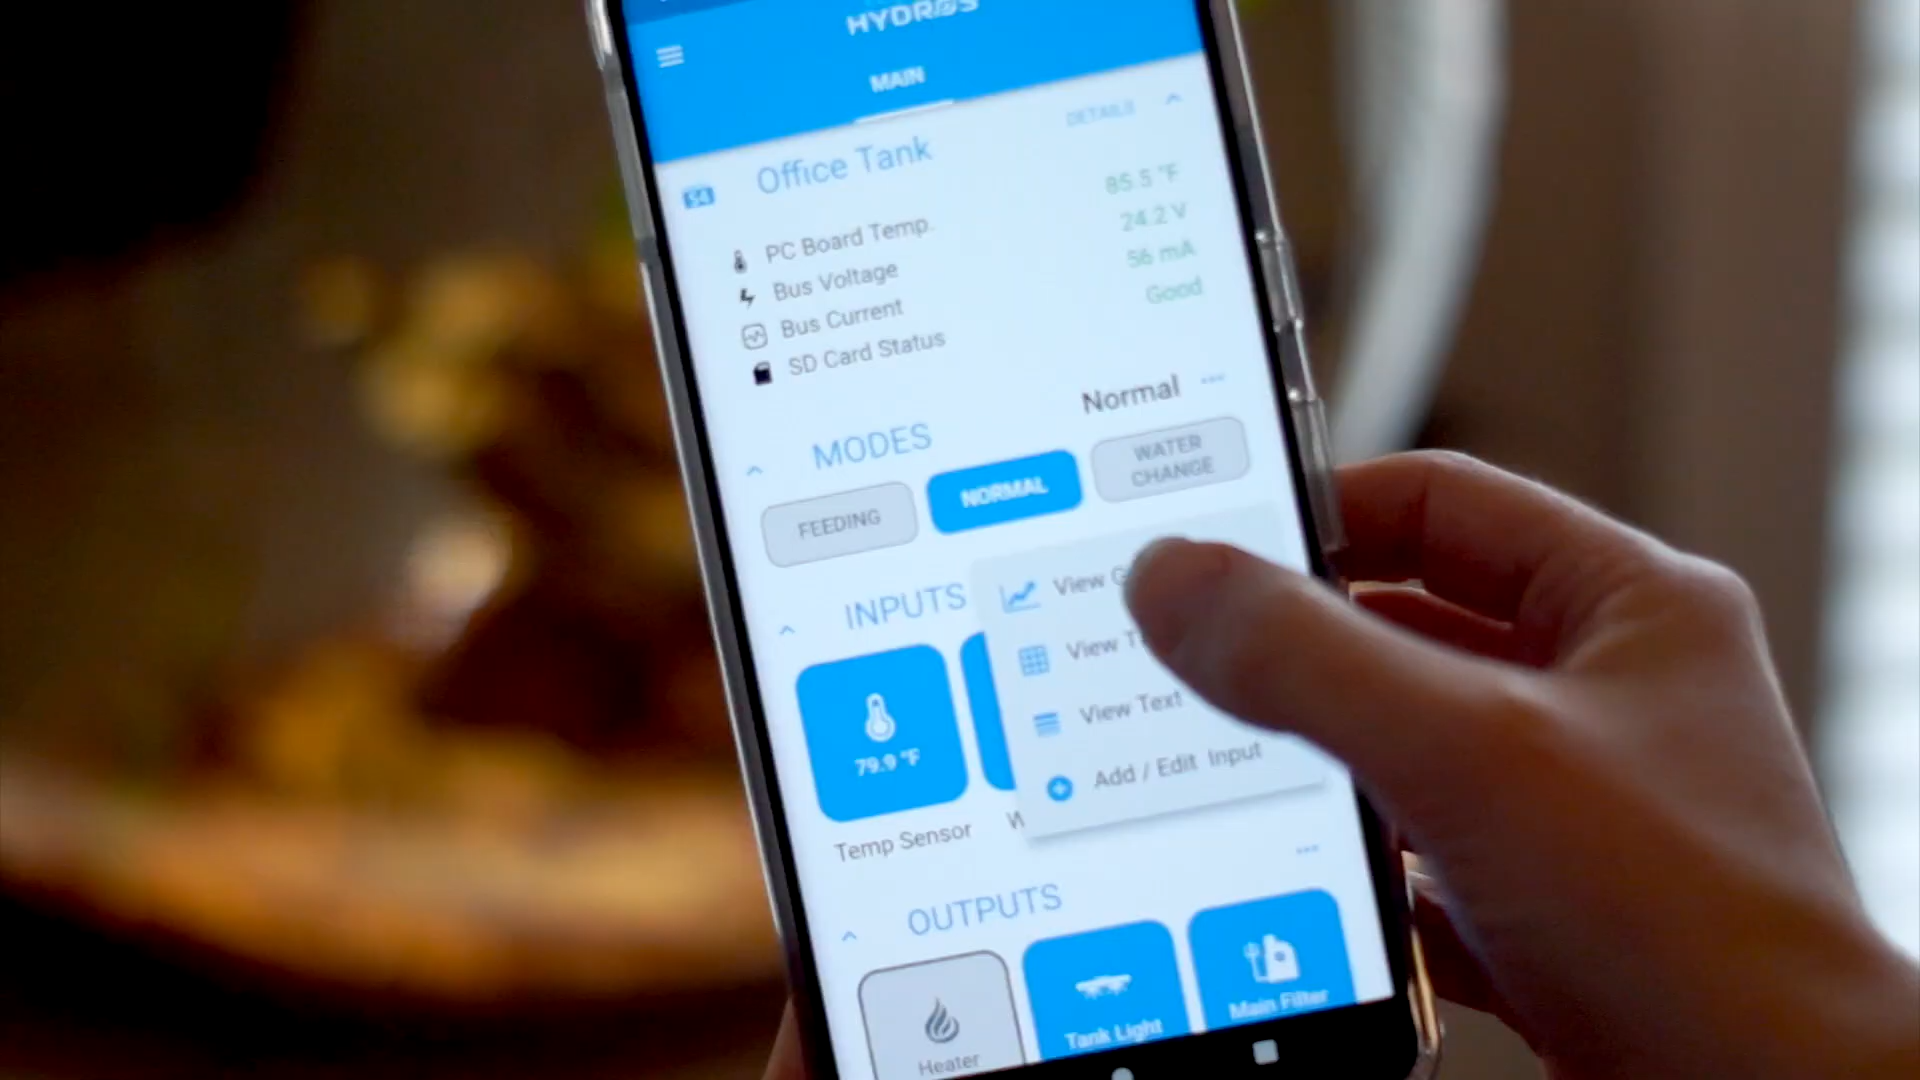 HYDROS
MAIN
DETAILS
54
Office Tank
PC Board Temp. 85.5 °F
Bus Voltage 24.2 V
Bus Current 56 mA
SD Card Status Good
MODES Normal
FEEDING
NORMAL
WATER
CHANGE
INPUTS
View
View
View Text
Add / Edit Input
79.9 °F
Temp Sensor
OUTPUTS
Heater
Tank Light
Main Filter